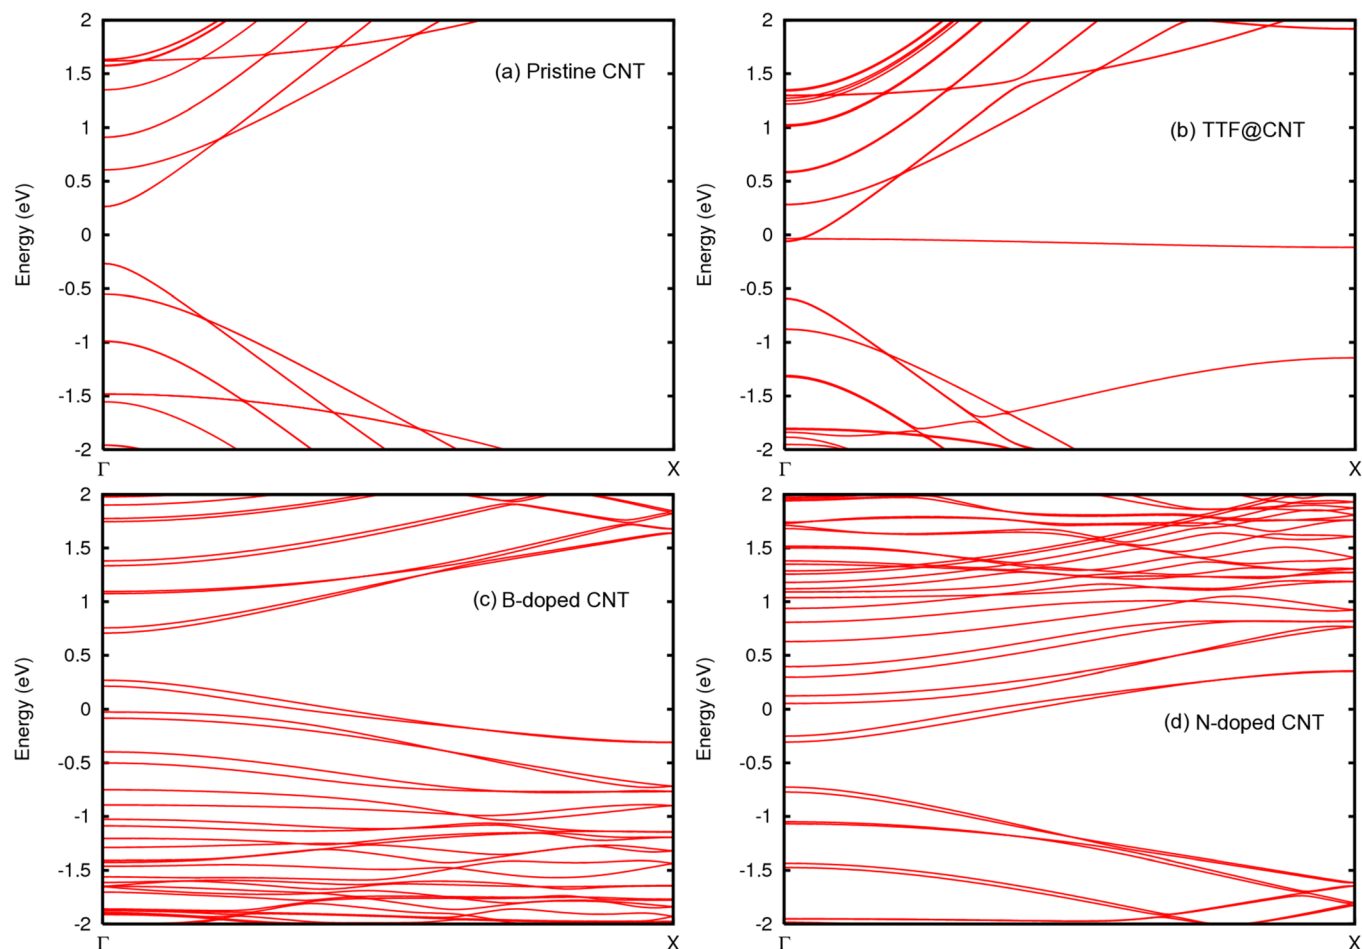 2
1.5
1
0.5
0
-0.5
-1
-1.5
-2
Energy (eV)
Γ
X
(a) Pristine CNT
2
1.5
1
0.5
0
-0.5
-1
-1.5
-2
Energy (eV)
Γ
X
(b) TTF@CNT
2
1.5
1
0.5
0
-0.5
-1
-1.5
-2
Energy (eV)
Γ
X
(c) B-doped CNT
2
1.5
1
0.5
0
-0.5
-1
-1.5
-2
Energy (eV)
Γ
X
(d) N-doped CNT